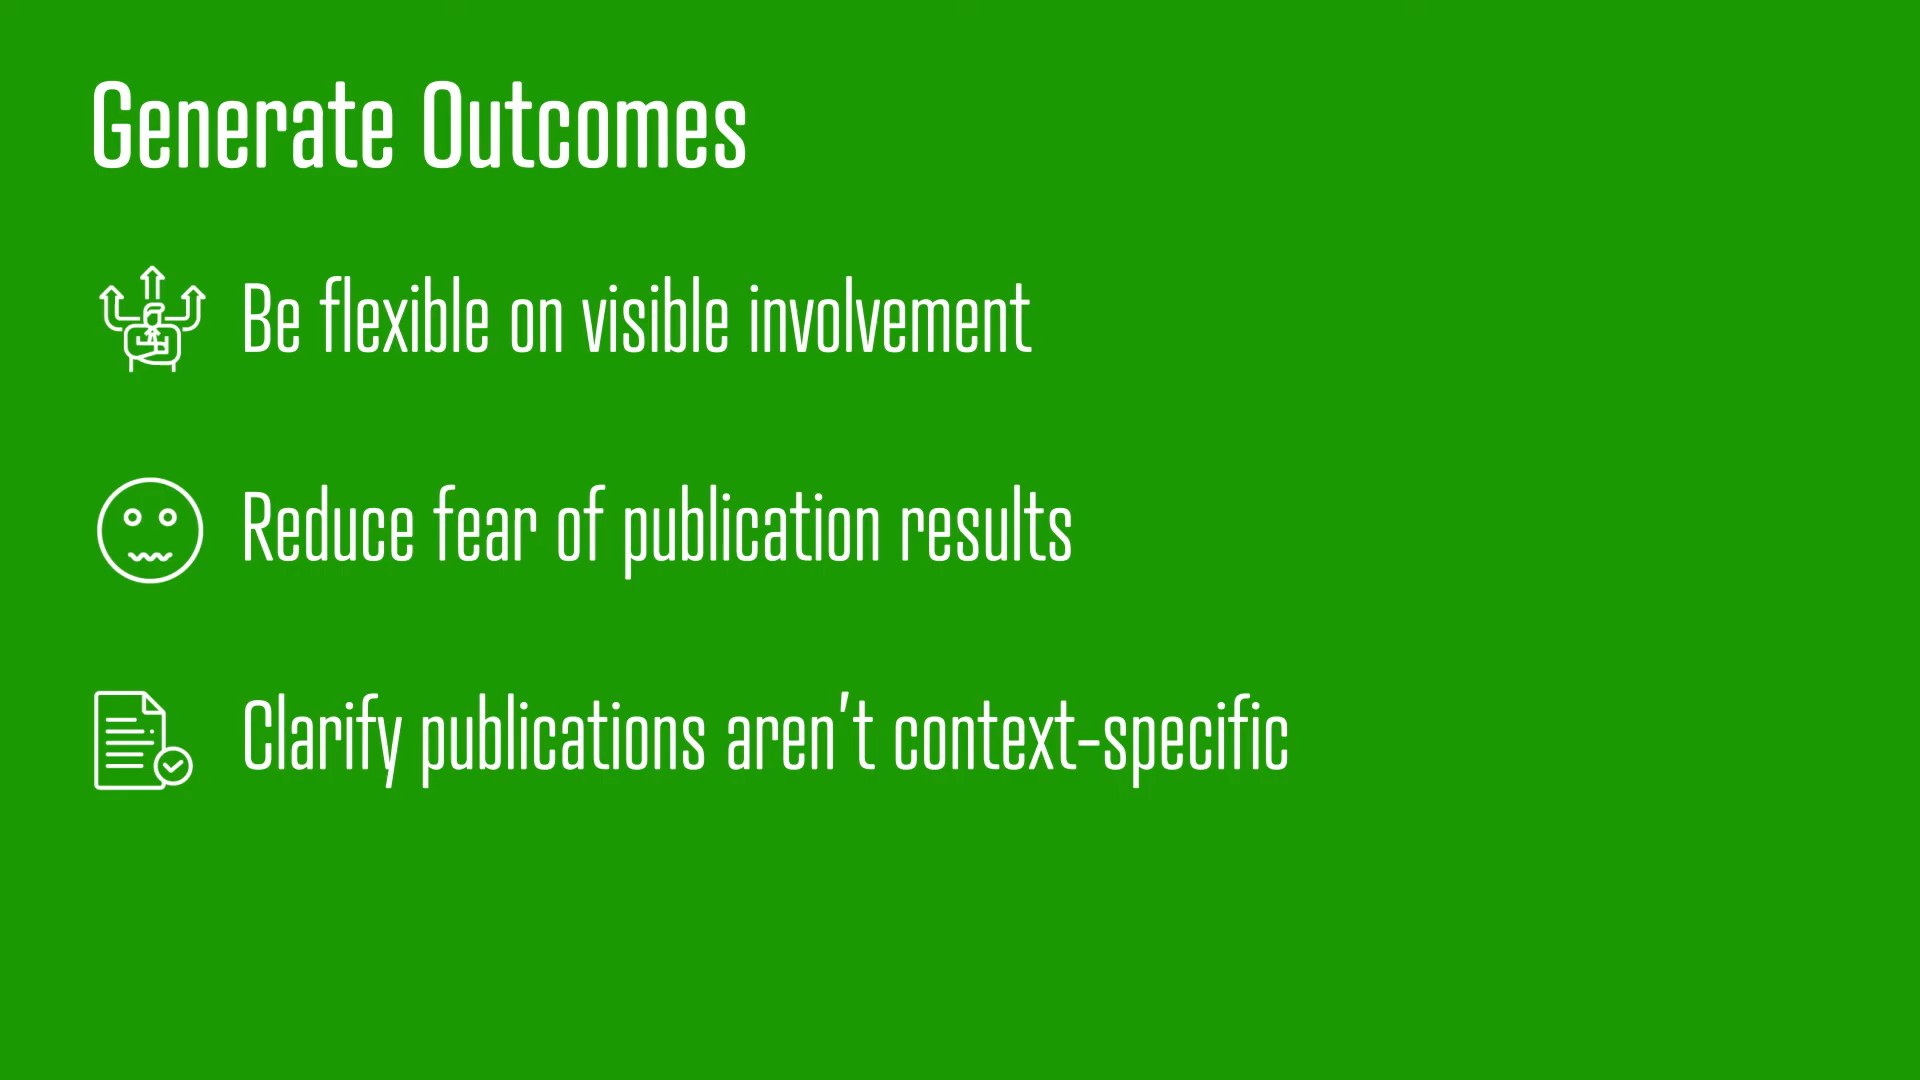 Generate Outcomes
Be flexible on visible involvement
Reduce fear of publication results
Clarify publications aren't context-specific